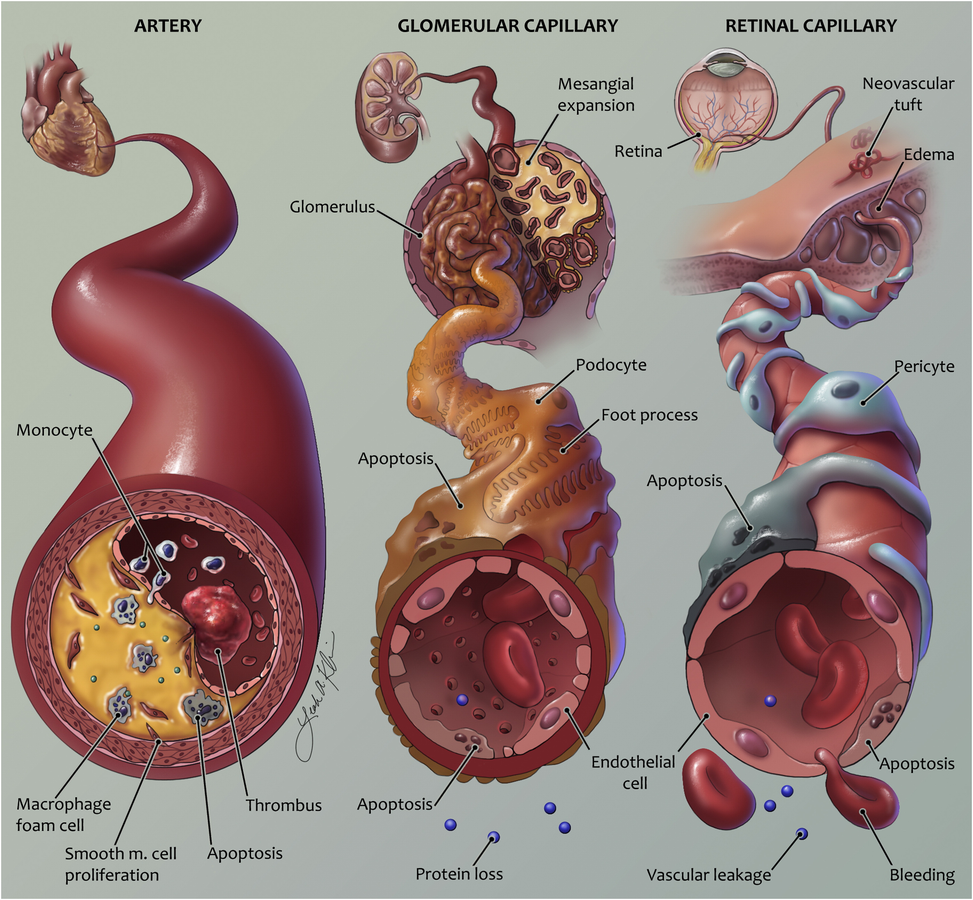 ARTERY
GLOMERULAR CAPILLARY
RETINAL CAPILLARY
Mesangial
expansion
Neovascular
tuft
Retina
Edema
Glomerulus
Podocyte
Pericyte
Foot process
Monocyte
Apoptosis
Apoptosis
Endothelial
cell
Apoptosis
Macrophage
foam cell
Thrombus
Apoptosis
Smooth m. cell
proliferation
Apoptosis
Protein loss
Vascular leakage
Bleeding